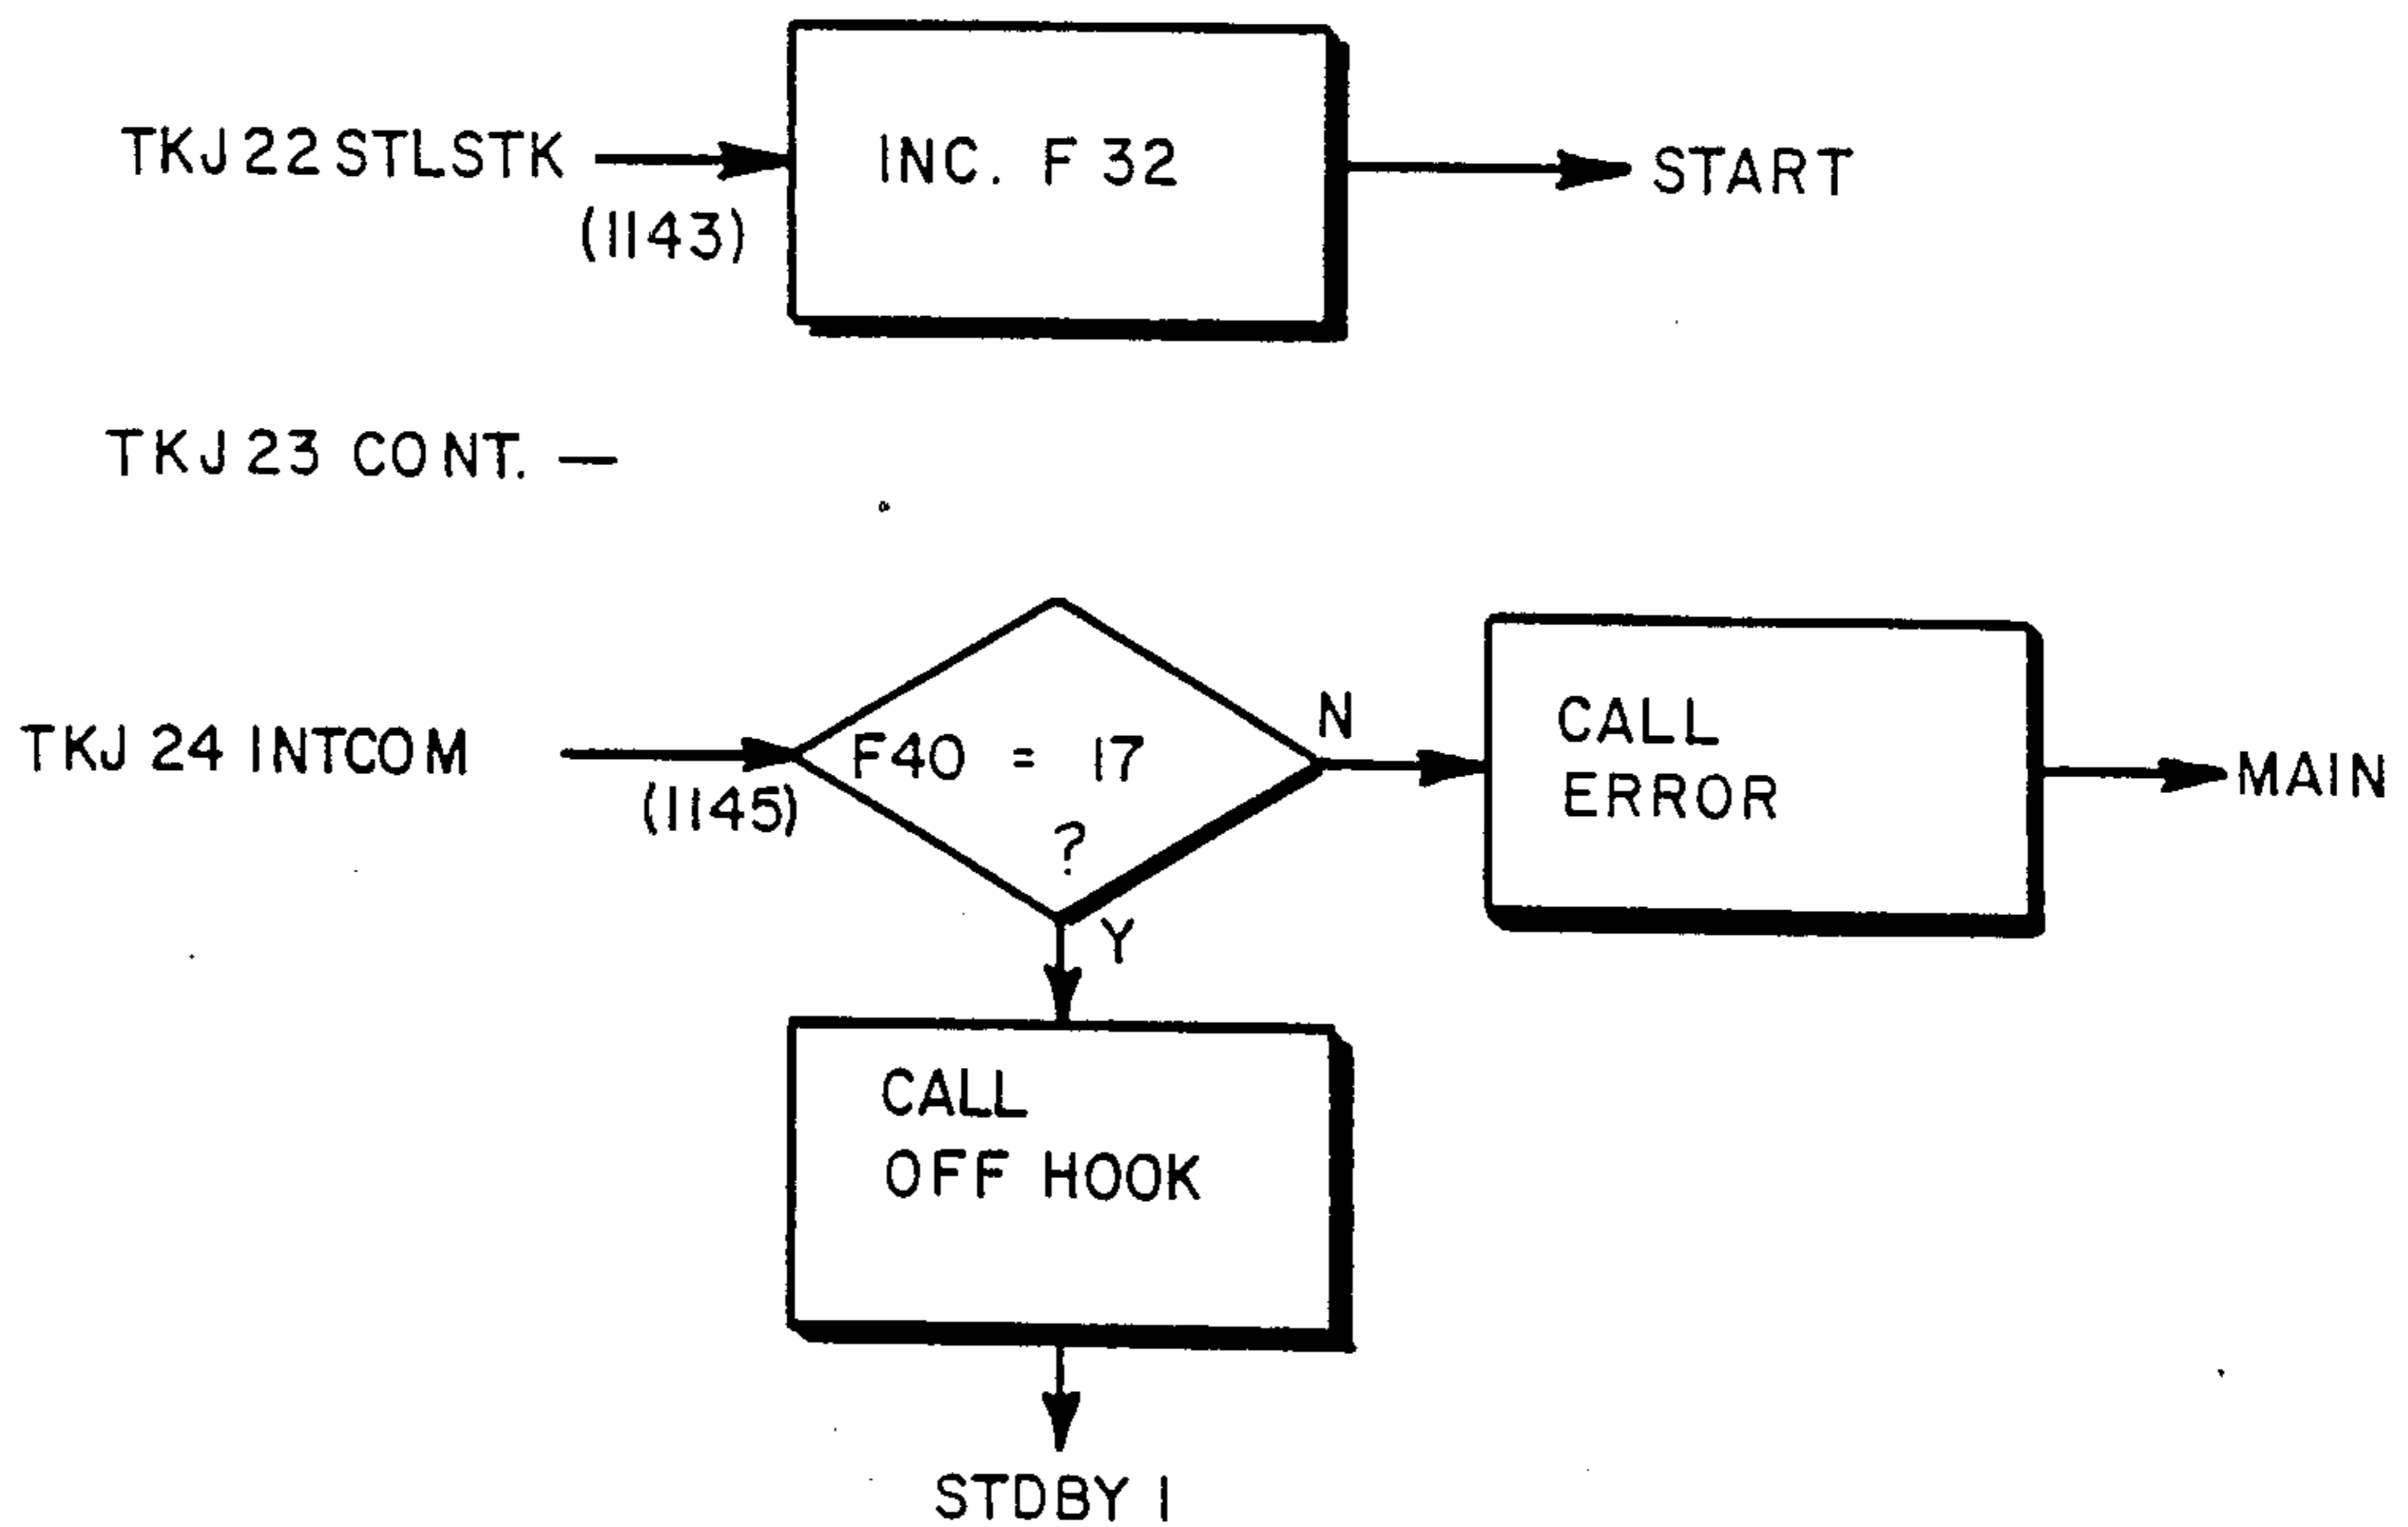 TKJ 22 STLSTK
(1143)
INC. F 32
START
TKJ 23 CONT. —
TKJ 24 INTCOM
(1145)
F40 = 17
?
N
CALL
ERROR
MAIN
Y
CALL
OFF HOOK
STDBY 1